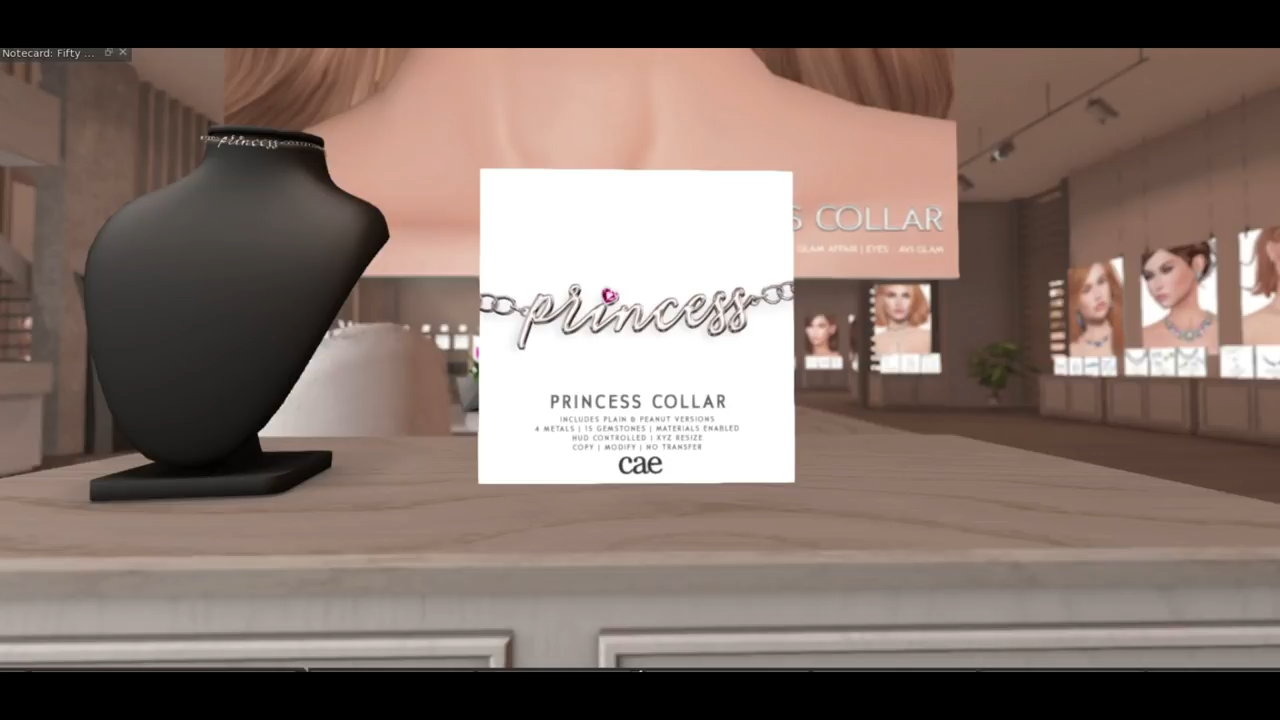 Notecard: Fifty ...
princess
S COLLAR
GLAM AFFAIR | EYES : AVI-GLAM
princess
PRINCESS COLLAR
INCLUDES PLAIN & PEANUT VERSIONS
4 METALS | 15 GEMSTONES | MATERIALS ENABLED
HUD CONTROLLED | XYZ RESIZE
COPY | MODIFY | NO TRANSFER
cae